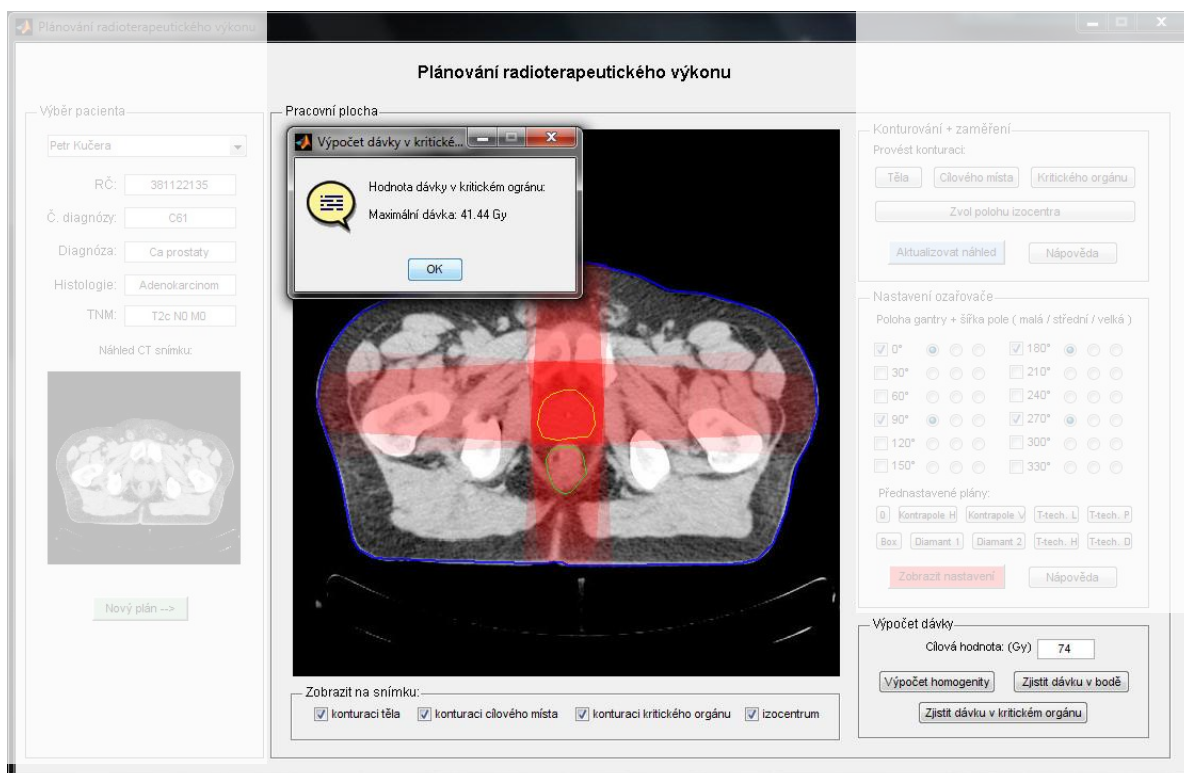 Plánování radioterapeutického výkonu
Plánování radioterapeutického výkonu
Výběr pacienta
Petr Kučera
RČ: 381122135
Č. diagnózy: C61
Diagnóza: Ca prostaty
Histologie: Adenokarcinom
TNM: T2c N0 M0
Náhled CT snímku:
Nový plán -->
Pracovní plocha
Výpočet dávky v kritické...
Hodnota dávky v kritickém ogránu:
Maximální dávka: 41.44 Gy
OK
Zobrazit na snímku:
konturaci těla konturaci cílového místa konturaci kritického orgánu izocentrum
Konturování + zaměření
Provést konturaci:
Těla Cílového místa Kritického orgánu
Zvol polohu izocentra
Aktualizovat náhled Nápověda
Nastavení ozařovače
Poloha gantry + šířka pole ( malá / střední / velká )
0° 180°
30° 210°
60° 240°
90° 270°
120° 300°
150° 330°
Přednastavené plány:
0 Kontrapole H Kontrapole V T-tech. L T-tech. P
Box Diamant 1 Diamant 2 T-tech. H T-tech. D
Zobrazit nastavení Nápověda
Výpočet dávky
Cílová hodnota: (Gy) 74
Výpočet homogenity Zjistit dávku v bodě
Zjistit dávku v kritickém orgánu